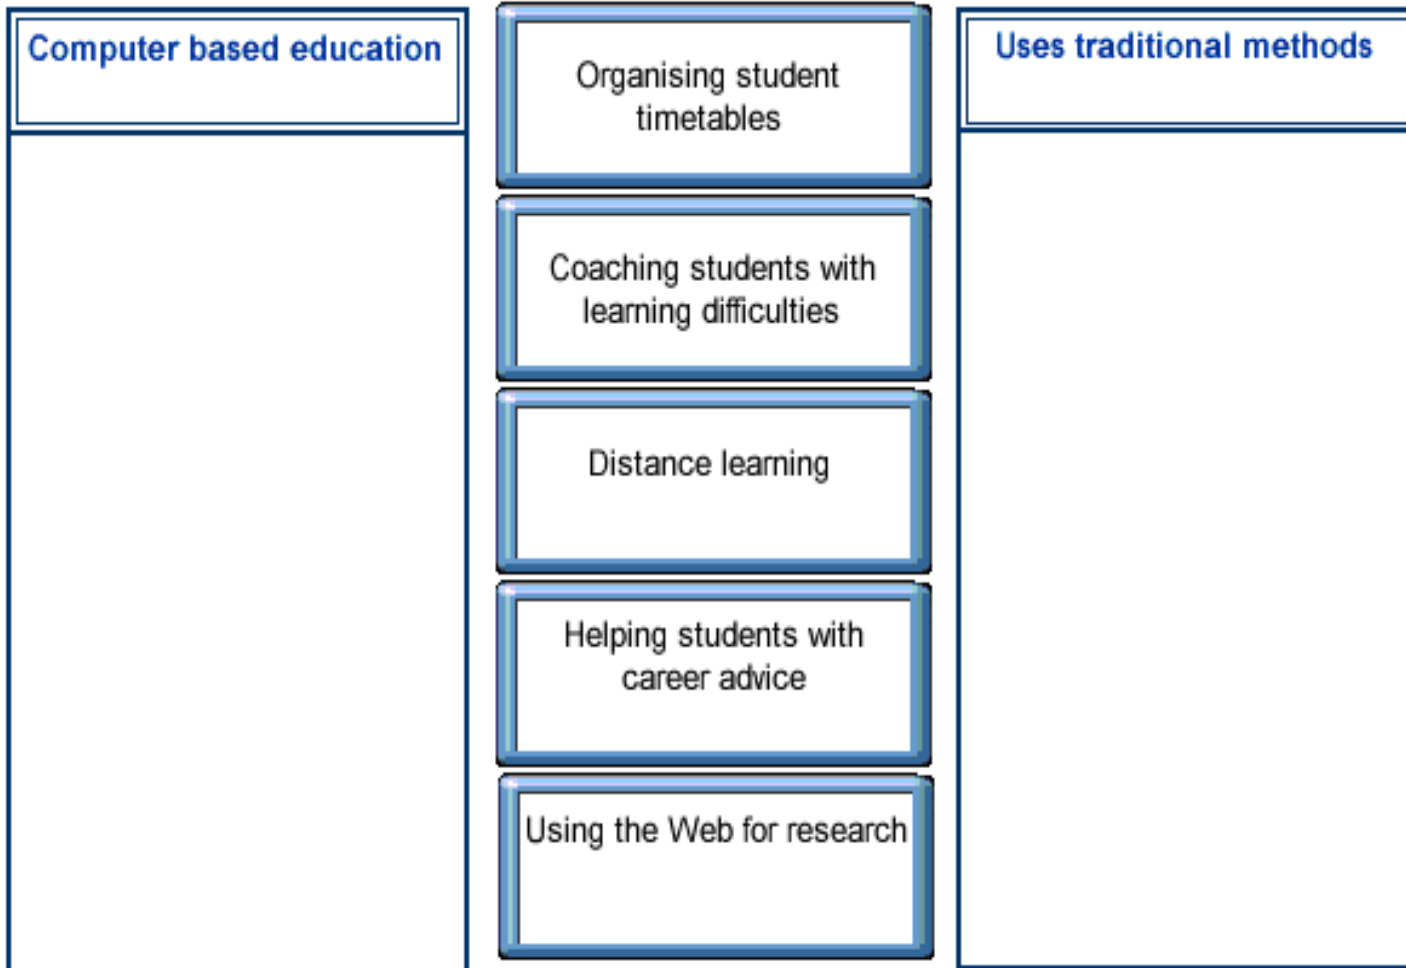 Computer based education
Organising student
timetables
Coaching students with
learning difficulties
Distance learning
Helping students with
career advice
Using the Web for research
Uses traditional methods